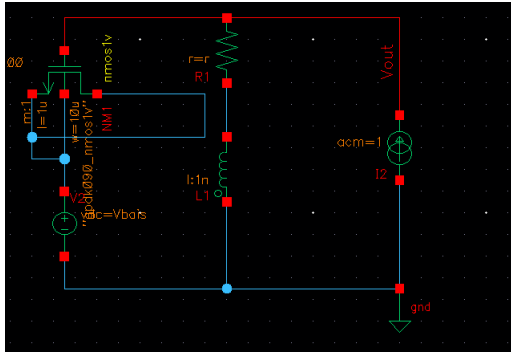 00
nmos1v
m:1
l=1u
w=10u
"gpdk090_nmos1v"
NM1
V2
vdc=Vbais
r=r
R1
l:1n
L1
Vout
acm=1
I2
gnd